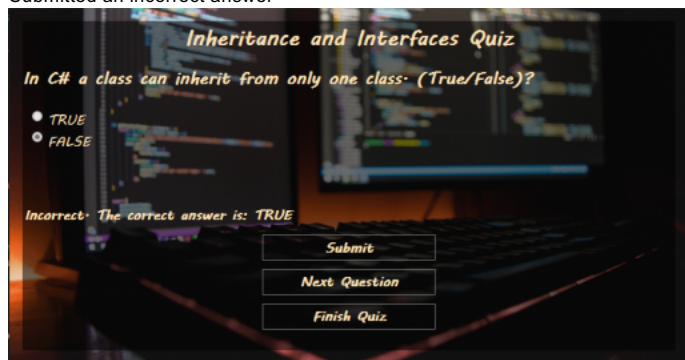 Submitted an incorrect answer
Inheritance and Interfaces Quiz
In C# a class can inherit from only one class. (True/False)?
TRUE
FALSE
Incorrect. The correct answer is: TRUE
Submit
Next Question
Finish Quiz